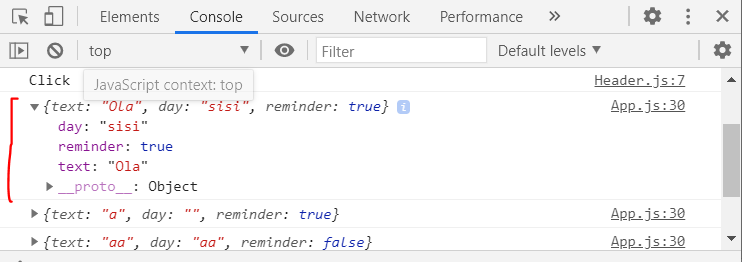 Elements Console Sources Network Performance »
top Filter Default levels
Click Header.js:7
JavaScript context: top
{text: "Ola", day: "sisi", reminder: true} i App.js:30
day: "sisi"
reminder: true
text: "Ola"
__proto__: Object
{text: "a", day: "", reminder: true} App.js:30
{text: "aa", day: "aa", reminder: false} App.js:30